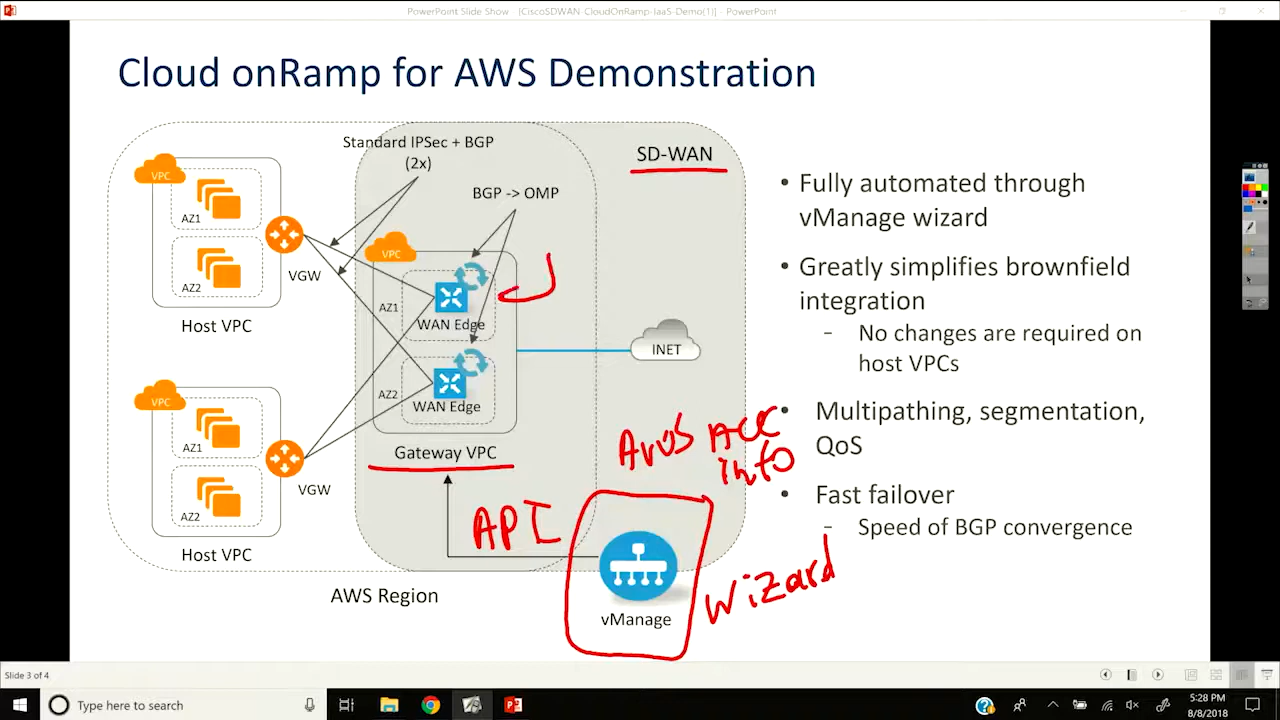 PowerPoint Slide Show - [CiscoSDWAN-CloudOnRamp-IaaS-Demo(1)] - PowerPoint
Cloud onRamp for AWS Demonstration
Standard IPSec + BGP
(2x)
SD-WAN
BGP -> OMP
VPC
AZ1
AZ2
VGW
Host VPC
VPC
AZ1
WAN Edge
AZ2
WAN Edge
Gateway VPC
INET
VPC
AZ1
AZ2
VGW
Host VPC
AWS Region
API
AWS Acc
info
Wizard
vManage
• Fully automated through
vManage wizard
• Greatly simplifies brownfield
integration
- No changes are required on
host VPCs
• Multipathing, segmentation,
QoS
• Fast failover
- Speed of BGP convergence
Slide 3 of 4
Type here to search
5:28 PM
8/8/2018